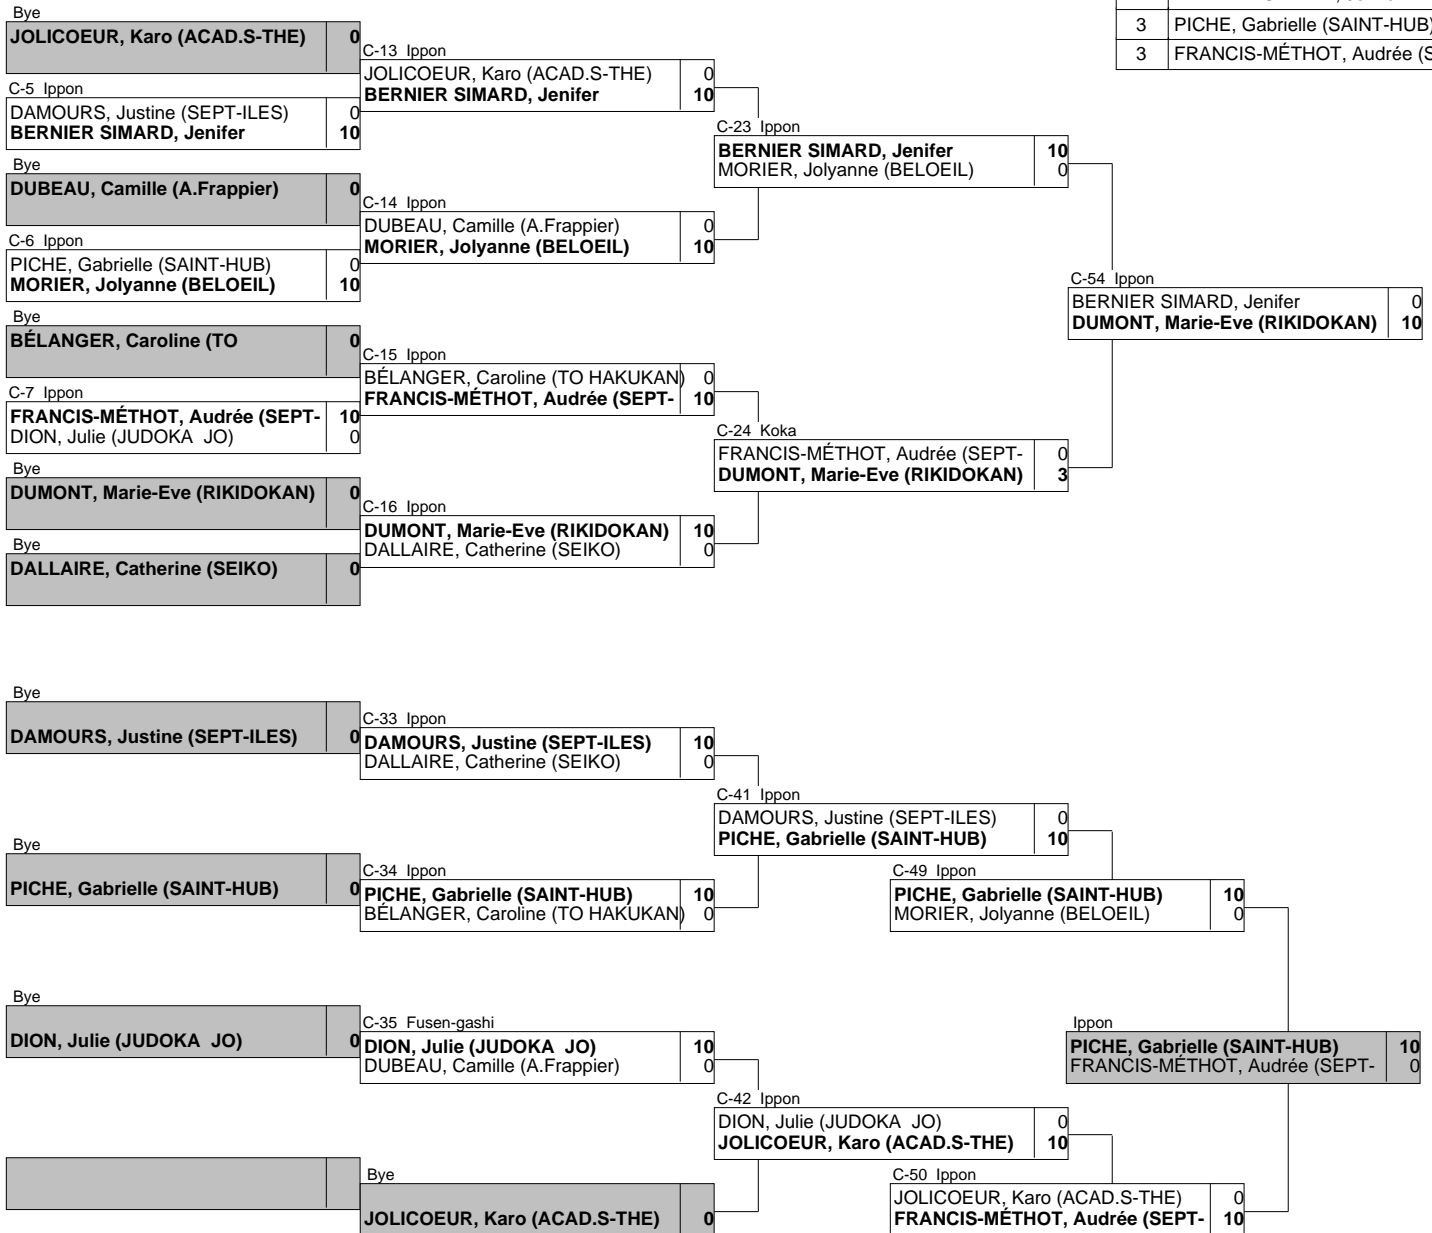 3 PICHE, Gabrielle (SAINT-HUB)
3 FRANCIS-MÉTHOT, Audrée (S
Bye
JOLICOEUR, Karo (ACAD.S-THE) 0
C-5 Ippon
DAMOURS, Justine (SEPT-ILES) 0
BERNIER SIMARD, Jenifer 10
Bye
DUBEAU, Camille (A.Frappier) 0
C-6 Ippon
PICHE, Gabrielle (SAINT-HUB) 0
MORIER, Jolyanne (BELOEIL) 10
Bye
BÉLANGER, Caroline (TO 0
C-7 Ippon
FRANCIS-MÉTHOT, Audrée (SEPT- 10
DION, Julie (JUDOKA JO) 0
Bye
DUMONT, Marie-Eve (RIKIDOKAN) 0
Bye
DALLAIRE, Catherine (SEIKO) 0
C-13 Ippon
JOLICOEUR, Karo (ACAD.S-THE) 0
BERNIER SIMARD, Jenifer 10
C-14 Ippon
DUBEAU, Camille (A.Frappier) 0
MORIER, Jolyanne (BELOEIL) 10
C-15 Ippon
BÉLANGER, Caroline (TO HAKUKAN) 0
FRANCIS-MÉTHOT, Audrée (SEPT- 10
C-16 Ippon
DUMONT, Marie-Eve (RIKIDOKAN) 10
DALLAIRE, Catherine (SEIKO) 0
C-23 Ippon
BERNIER SIMARD, Jenifer 10
MORIER, Jolyanne (BELOEIL) 0
C-24 Koka
FRANCIS-MÉTHOT, Audrée (SEPT- 0
DUMONT, Marie-Eve (RIKIDOKAN) 3
C-54 Ippon
BERNIER SIMARD, Jenifer 0
DUMONT, Marie-Eve (RIKIDOKAN) 10
Bye
DAMOURS, Justine (SEPT-ILES) 0
Bye
PICHE, Gabrielle (SAINT-HUB) 0
Bye
DION, Julie (JUDOKA JO) 0
C-33 Ippon
DAMOURS, Justine (SEPT-ILES) 10
DALLAIRE, Catherine (SEIKO) 0
C-34 Ippon
PICHE, Gabrielle (SAINT-HUB) 10
BÉLANGER, Caroline (TO HAKUKAN) 0
C-35 Fusen-gashi
DION, Julie (JUDOKA JO) 10
DUBEAU, Camille (A.Frappier) 0
Bye
JOLICOEUR, Karo (ACAD.S-THE) 0
C-41 Ippon
DAMOURS, Justine (SEPT-ILES) 0
PICHE, Gabrielle (SAINT-HUB) 10
C-42 Ippon
DION, Julie (JUDOKA JO) 0
JOLICOEUR, Karo (ACAD.S-THE) 10
C-49 Ippon
PICHE, Gabrielle (SAINT-HUB) 10
MORIER, Jolyanne (BELOEIL) 0
C-50 Ippon
JOLICOEUR, Karo (ACAD.S-THE) 0
FRANCIS-MÉTHOT, Audrée (SEPT- 10
Ippon
PICHE, Gabrielle (SAINT-HUB) 10
FRANCIS-MÉTHOT, Audrée (SEPT- 0